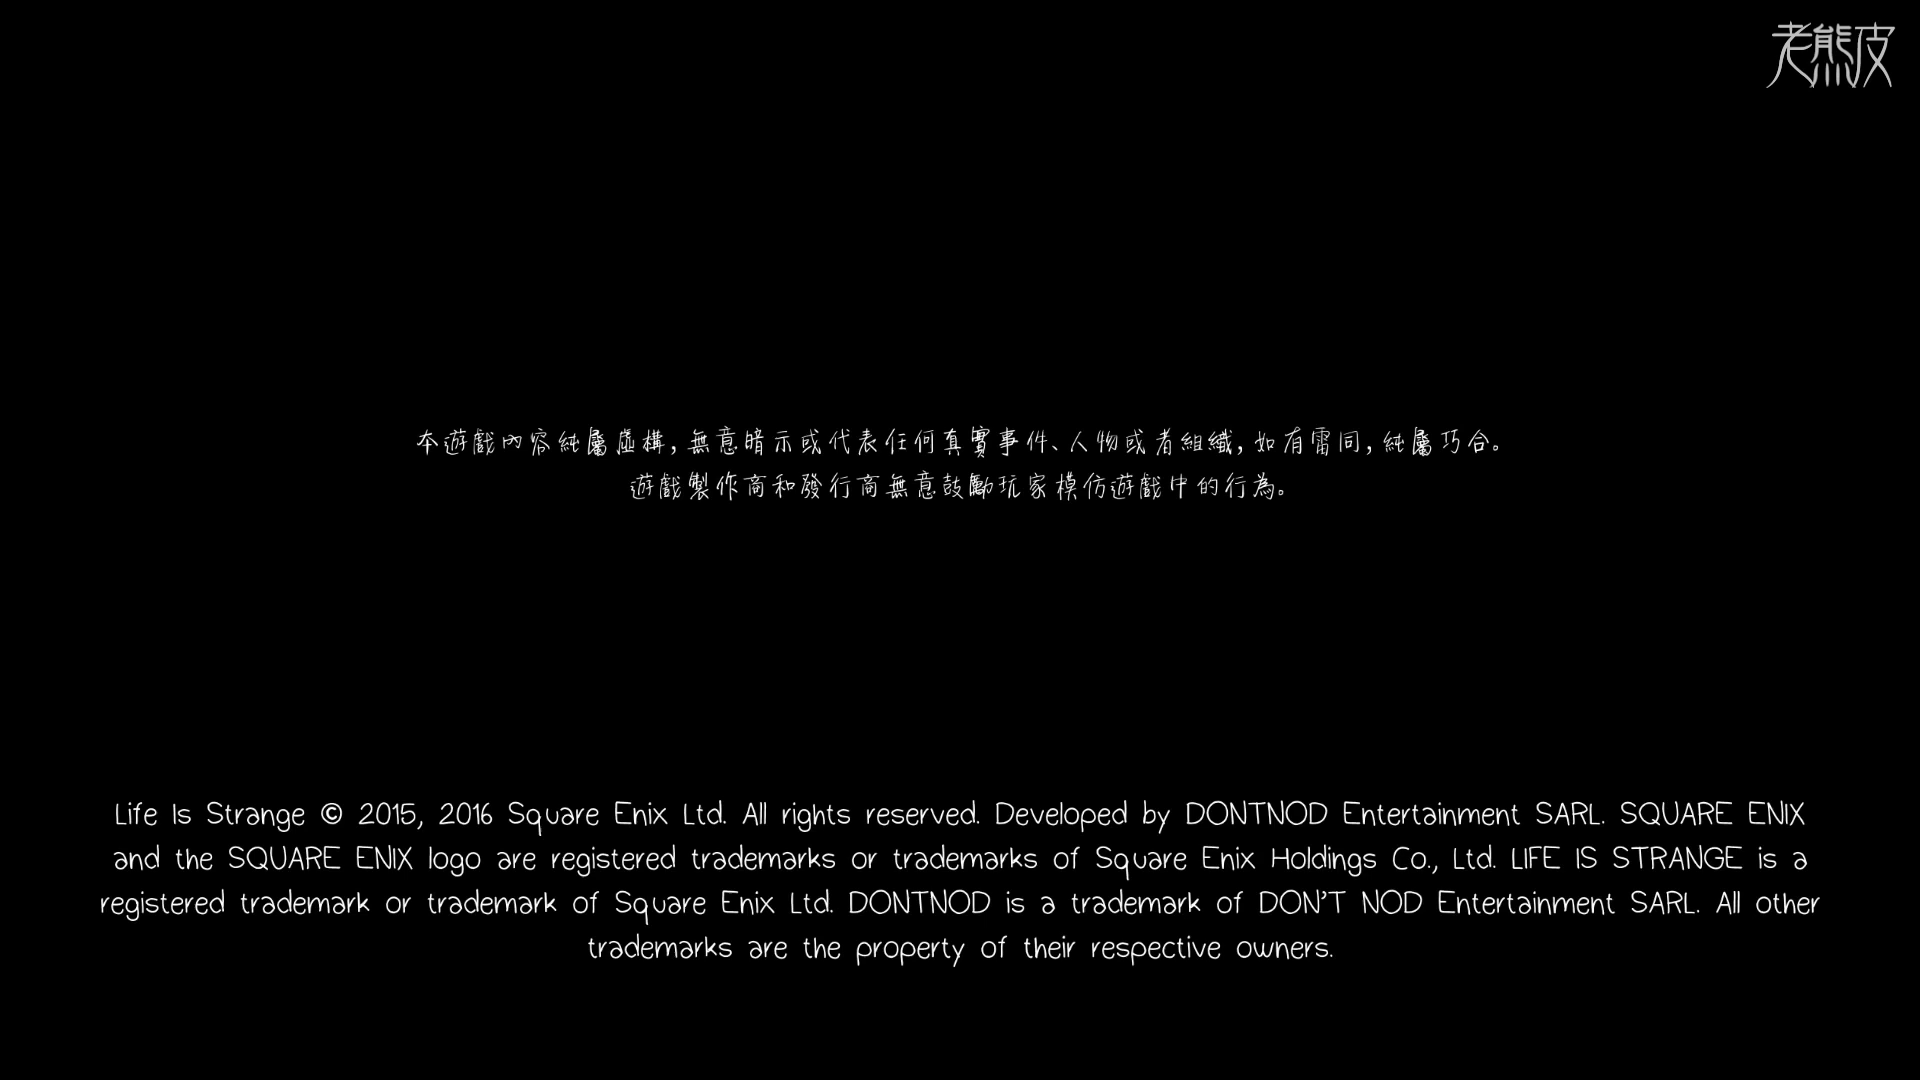 老熊皮
本遊戲內容純屬虛構，無意暗示或代表任何真實事件、人物或者組織，如有雷同，純屬巧合。
遊戲製作商和發行商無意鼓勵玩家模仿遊戲中的行為。
Life Is Strange © 2015, 2016 Square Enix Ltd. All rights reserved. Developed by DONTNOD Entertainment SARL. SQUARE ENIX
and the SQUARE ENIX logo are registered trademarks or trademarks of Square Enix Holdings Co., Ltd. LIFE IS STRANGE is a
registered trademark or trademark of Square Enix Ltd. DONTNOD is a trademark of DON'T NOD Entertainment SARL. All other
trademarks are the property of their respective owners.